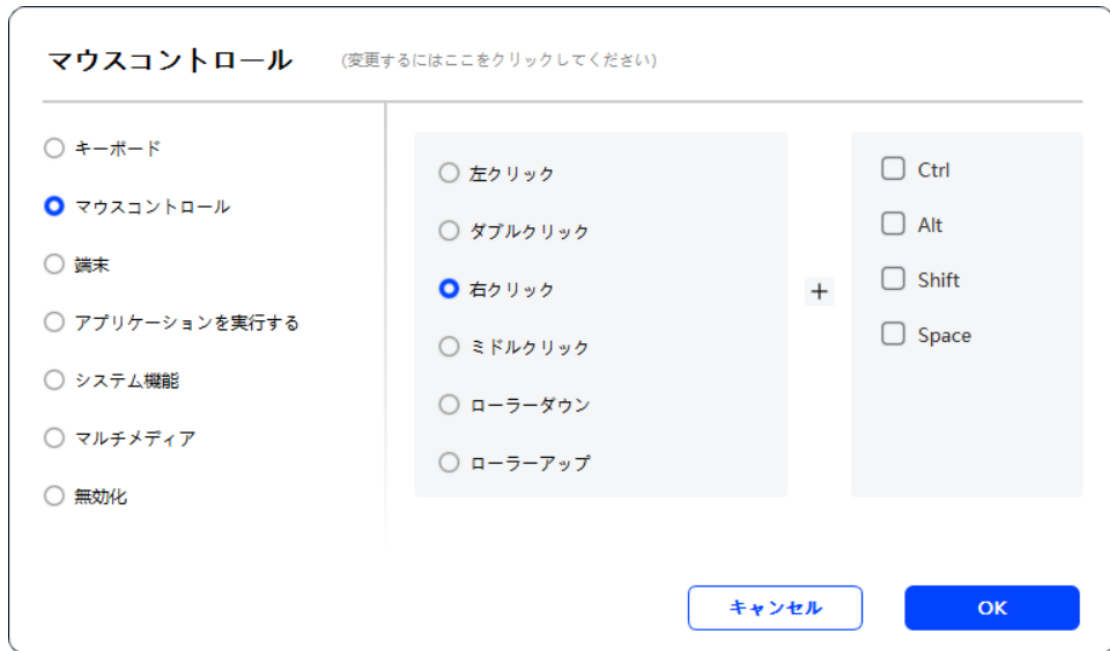 マウスコントロール (変更するにはここをクリックしてください)
キーボード
マウスコントロール
端末
アプリケーションを実行する
システム機能
マルチメディア
無効化
左クリック
ダブルクリック
右クリック
ミドルクリック
ローラーダウン
ローラーアップ
+
Ctrl
Alt
Shift
Space
キャンセル OK